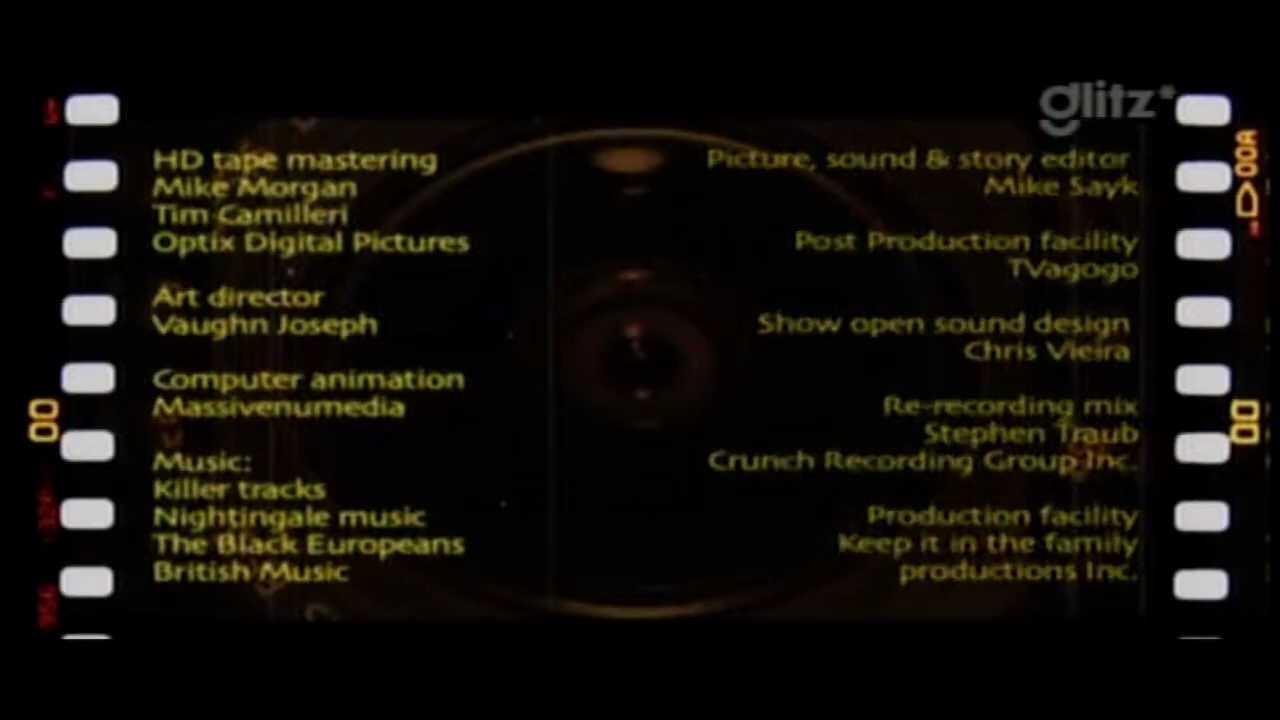 glitz*
HD tape mastering
Mike Morgan
Tim Camilleri
Optix Digital Pictures
Art director
Vaughn Joseph
Computer animation
Massivenumedia
Music:
Killer tracks
Nightingale music
The Black Europeans
British Music
Picture, sound & story editor
Mike Sayk
Post Production facility
TVagogo
Show open sound design
Chris Vieira
Re-recording mix
Stephen Traub
Crunch Recording Group Inc.
Production facility
Keep it in the family
productions Inc.
00
00